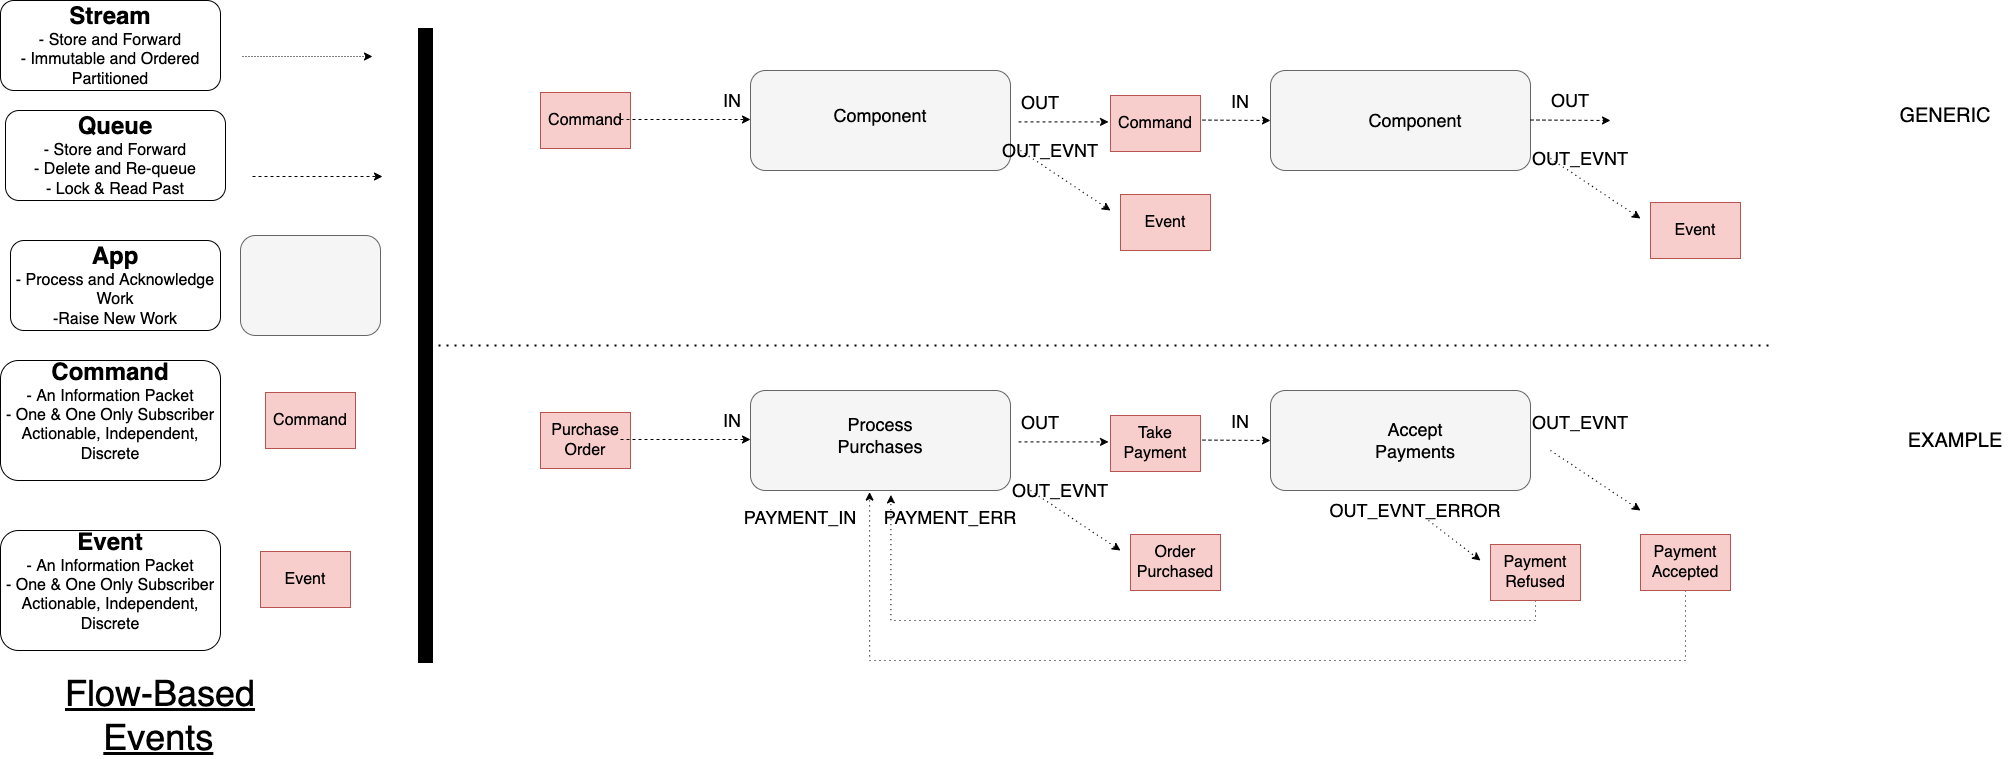 Stream
- Store and Forward
- Immutable and Ordered
Partitioned
Queue
- Store and Forward
- Delete and Re-queue
- Lock & Read Past
App
- Process and Acknowledge
Work
-Raise New Work
Command
- An Information Packet
- One & One Only Subscriber
Actionable, Independent,
Discrete
Command
Event
- An Information Packet
- One & One Only Subscriber
Actionable, Independent,
Discrete
Event
Flow-Based
Events
Command
IN
Component
OUT
OUT_EVNT
Command
Event
IN
Component
OUT
OUT_EVNT
Event
GENERIC
Purchase
Order
IN
Process
Purchases
PAYMENT_IN
PAYMENT_ERR
OUT
OUT_EVNT
Take
Payment
Order
Purchased
IN
Accept
Payments
OUT_EVNT
OUT_EVNT_ERROR
Payment
Refused
Payment
Accepted
EXAMPLE